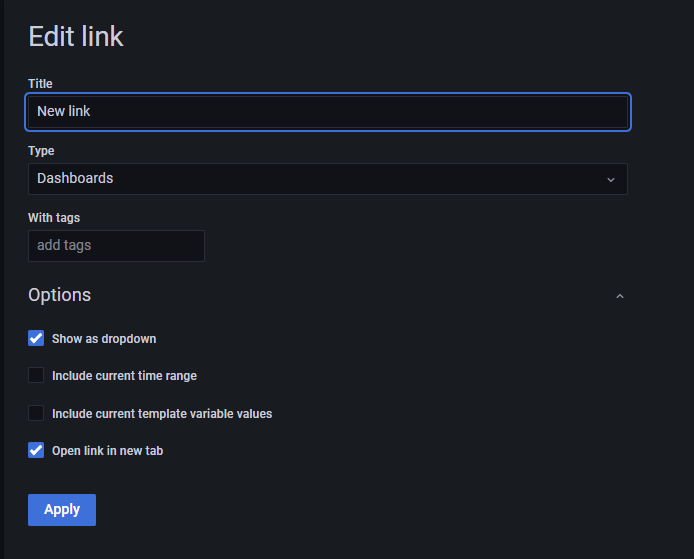 Edit link
Title
New link
Type
Dashboards
With tags
add tags
Options
Show as dropdown
Include current time range
Include current template variable values
Open link in new tab
Apply